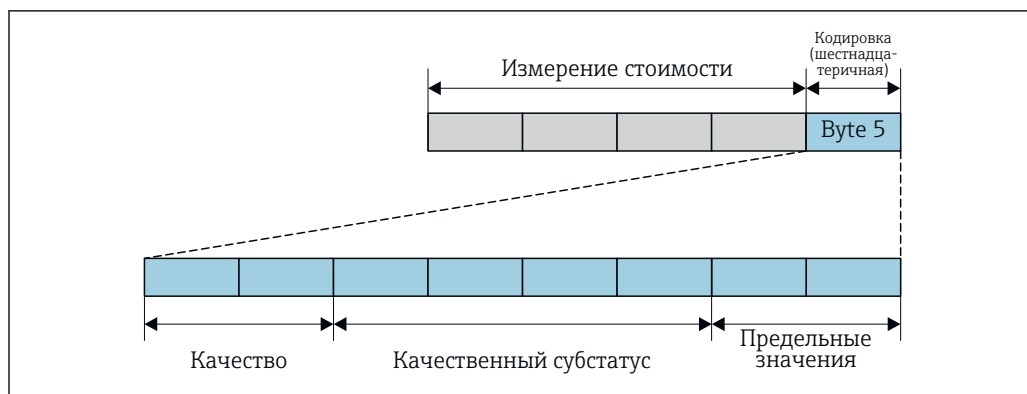 Кодировка
(шестнадца-
теричная)
Измерение стоимости
Byte 5
Качество
Качественный субстатус
Предельные
значения